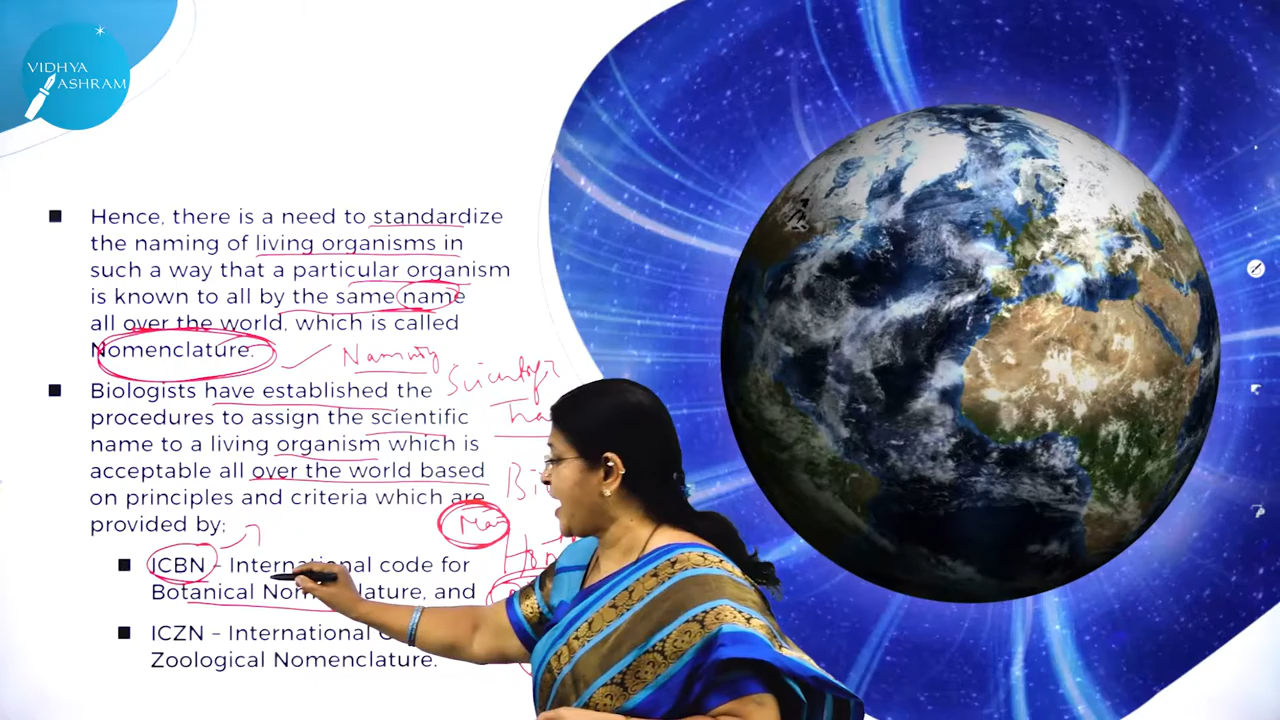 VIDHYA
ASHRAM
Hence, there is a need to standardize
the naming of living organisms in
such a way that a particular organism
is known to all by the same name
all over the world, which is called
Nomenclature.
Naming
Biologists have established the
procedures to assign the scientific
name to a living organism which is
acceptable all over the world based
on principles and criteria which are
provided by:
ICBN - International code for
Botanical Nomenclature, and
ICZN – International
Zoological Nomenclature.